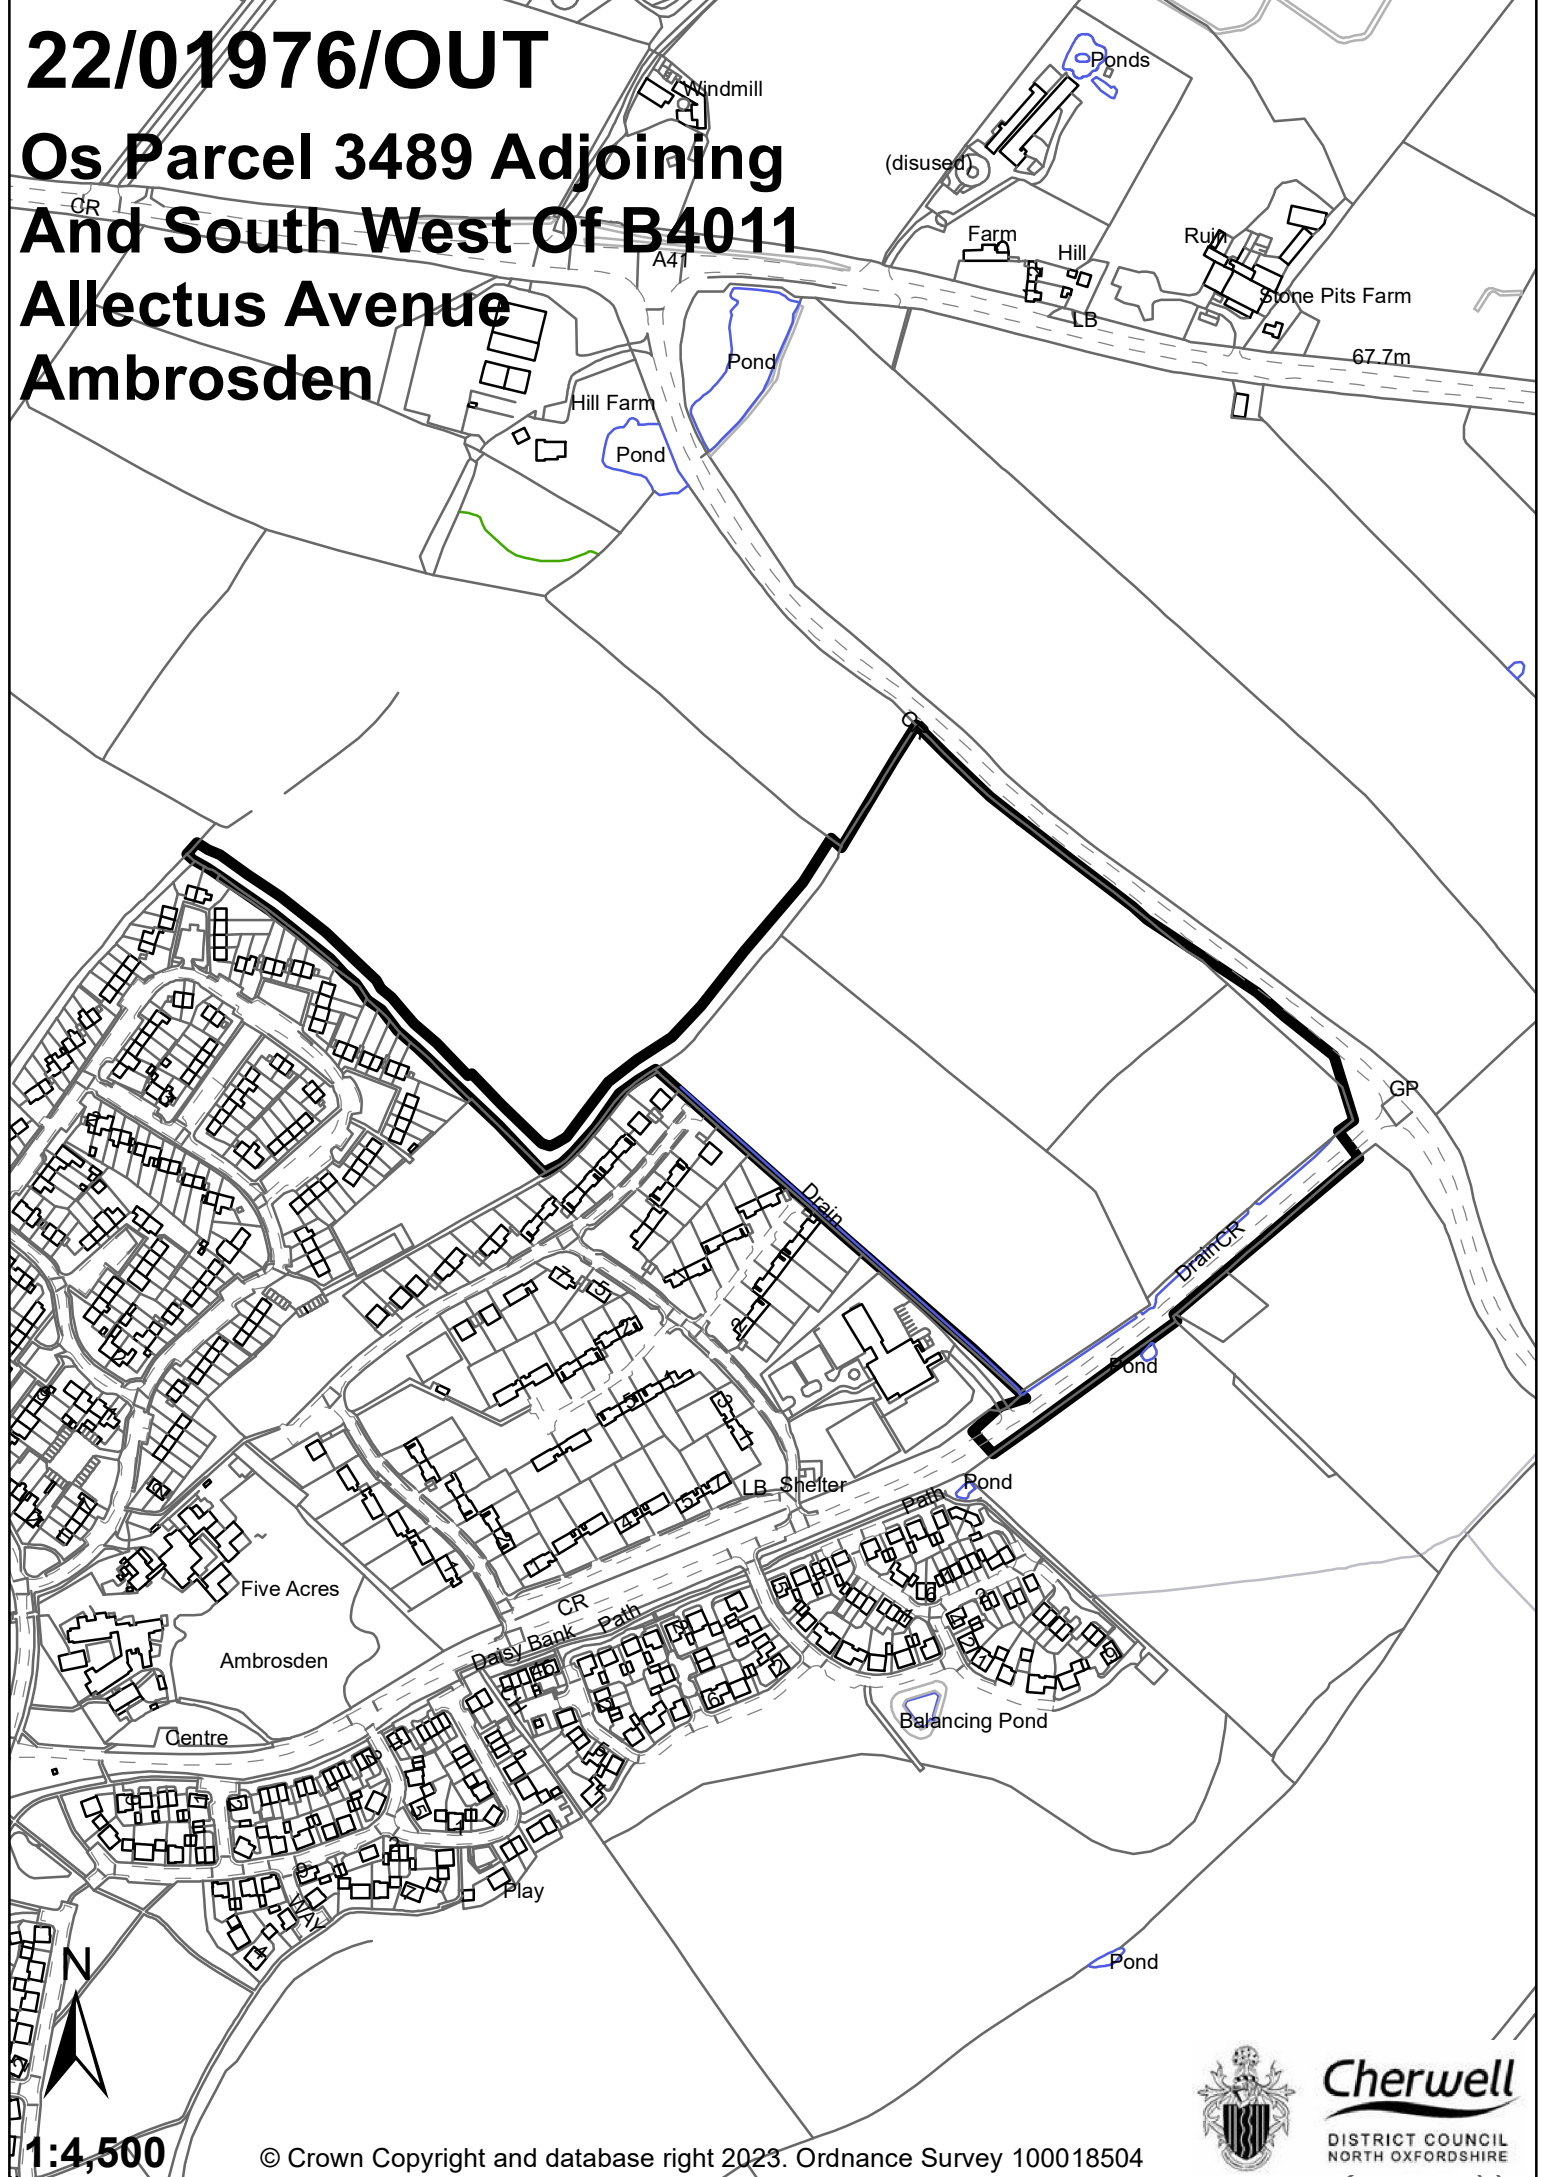 22/01976/OUT
Os Parcel 3489 Adjoining
And South West Of B4011
Allectus Avenue
Ambrosden
Windmill
Ponds
(disused)
CR
A41
Farm
Hill
Ruin
Stone Pits Farm
LB
67.7m
Pond
Hill Farm
Pond
GP
Drain
Drain
CR
Pond
Pond
LB
Shelter
Path
Five Acres
CR
Path
Daisy Bank
Ambrosden
Centre
Balancing Pond
Play
WAY
Pond
N
1:4,500
© Crown Copyright and database right 2023. Ordnance Survey 100018504
Cherwell
DISTRICT COUNCIL
NORTH OXFORDSHIRE